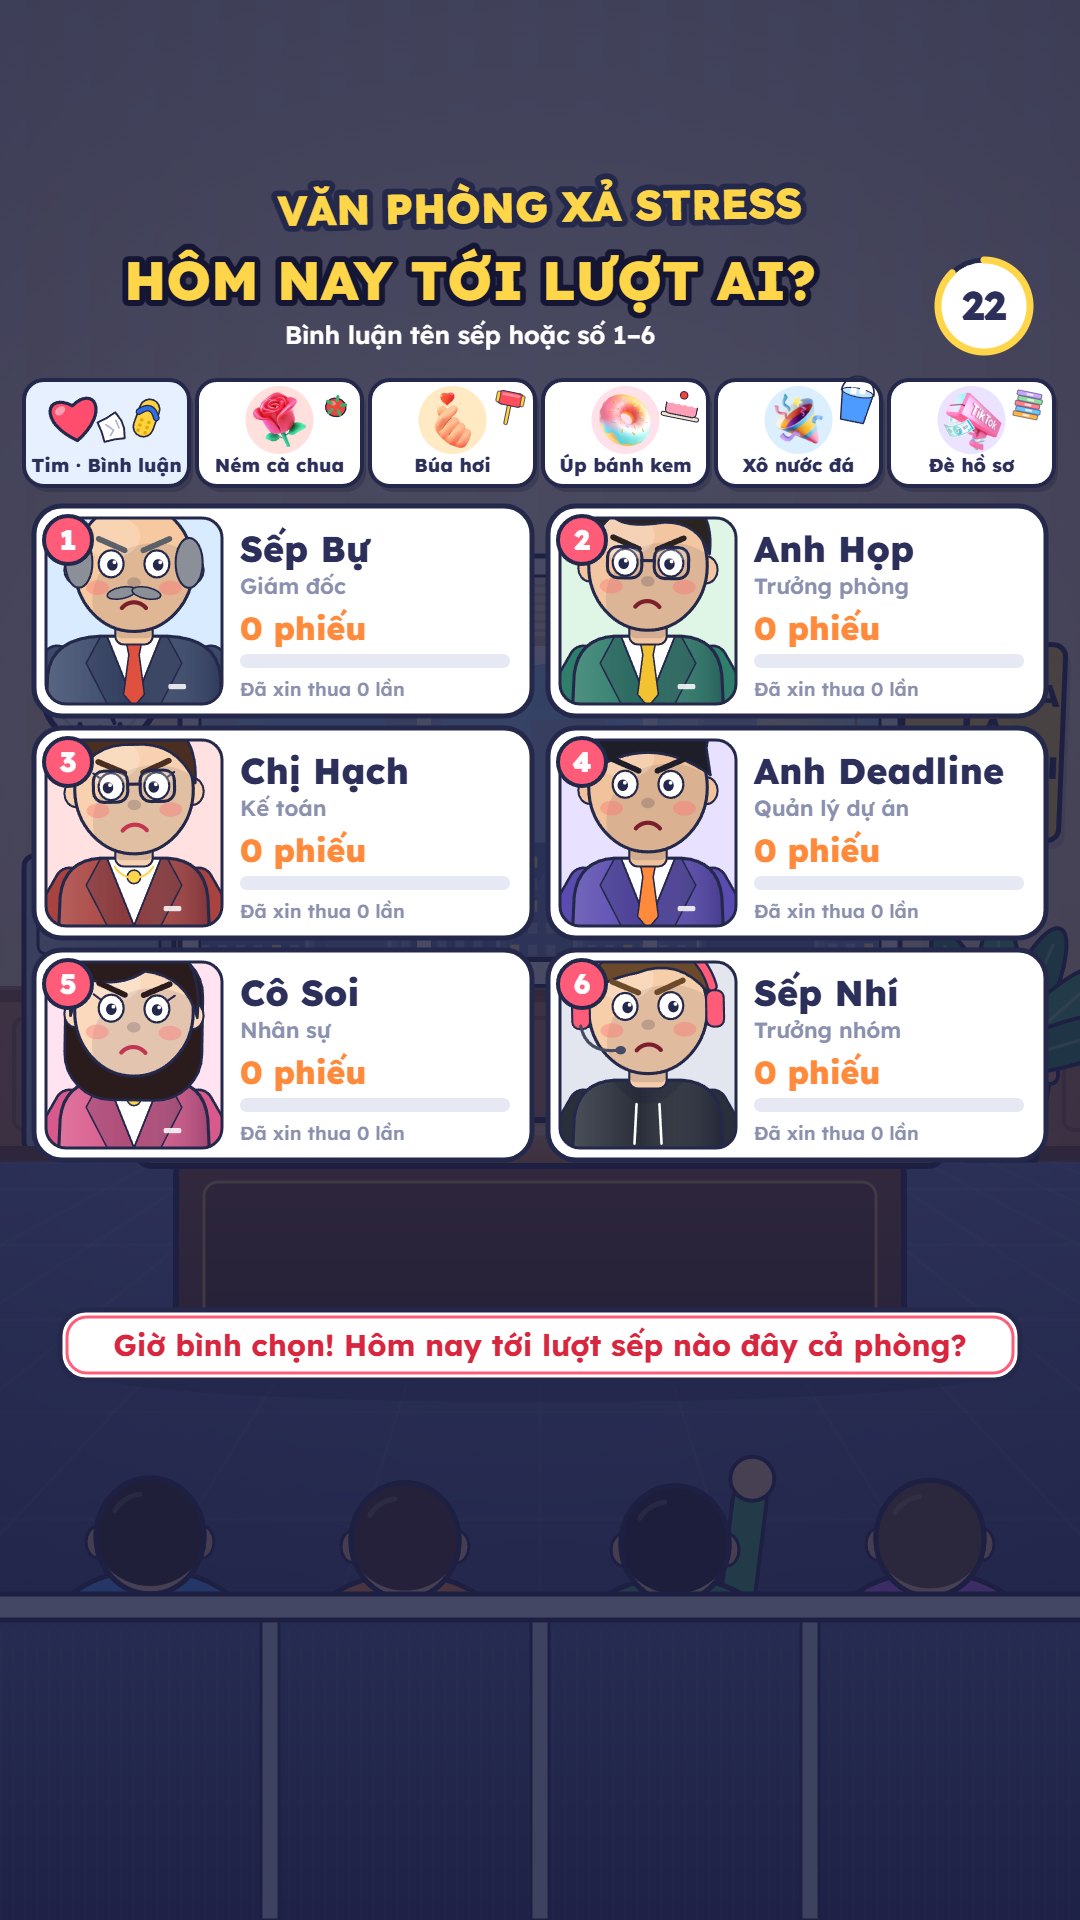 VĂN PHÒNG XẢ STRESS
HÔM NAY TỚI LƯỢT AI?
22
Bình luận tên sếp hoặc số 1–6
Tim · Bình luận
Ném cà chua
Búa hơi
Úp bánh kem
Xô nước đá
TikTok
Đè hồ sơ
1
Sếp Bự
Giám đốc
0 phiếu
Đã xin thua 0 lần
2
Anh Họp
Trưởng phòng
0 phiếu
Đã xin thua 0 lần
3
Chị Hạch
Kế toán
0 phiếu
Đã xin thua 0 lần
4
Anh Deadline
Quản lý dự án
0 phiếu
Đã xin thua 0 lần
5
Cô Soi
Nhân sự
0 phiếu
Đã xin thua 0 lần
6
Sếp Nhí
Trưởng nhóm
0 phiếu
Đã xin thua 0 lần
Giờ bình chọn! Hôm nay tới lượt sếp nào đây cả phòng?